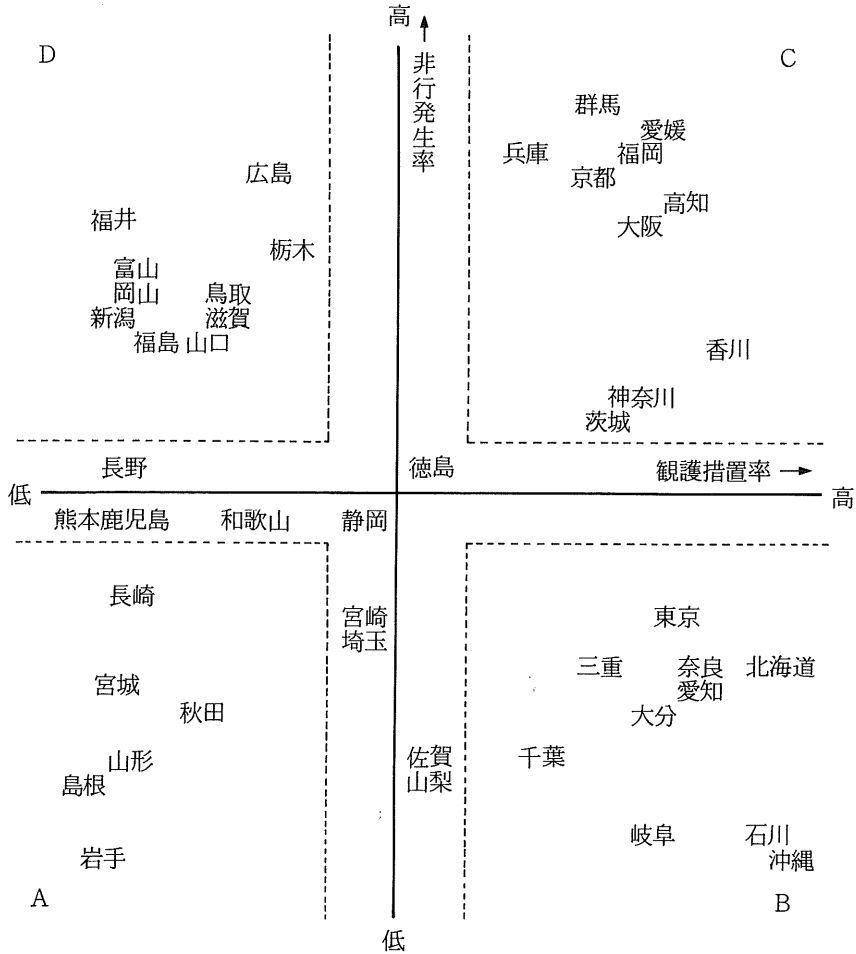 高
D
C
非行発生率
群馬
愛媛
兵庫
福岡
京都
広島
高知
福井
大阪
栃木
富山
岡山
鳥取
新潟
滋賀
福島 山口
香川
神奈川
茨城
長野
徳島
観護措置率
低
高
熊本鹿児島
和歌山
静岡
長崎
宮崎
埼玉
東京
三重
奈良
北海道
宮城
愛知
秋田
大分
山形
佐賀
千葉
島根
山梨
岐阜
石川
岩手
沖縄
A
B
低